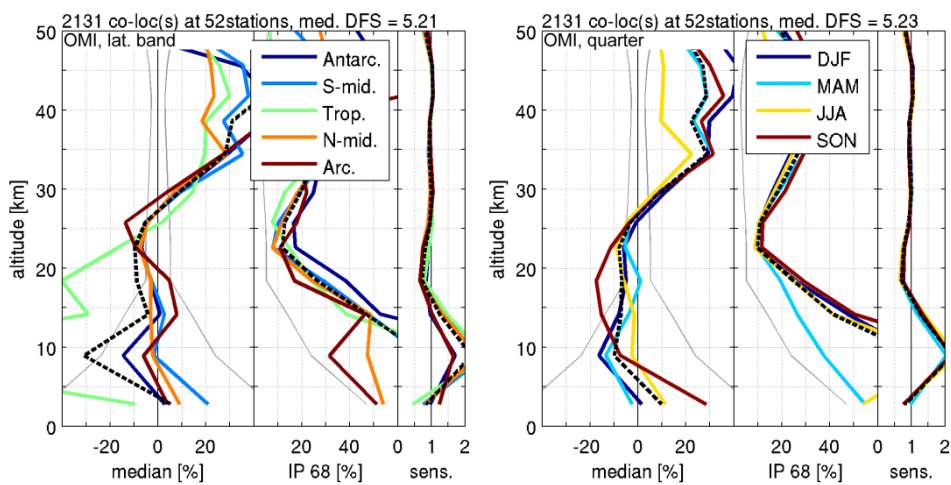 2131 co-loc(s) at 52stations, med. DFS = 5.21
OMI, lat. band
Antarc.
S-mid.
Trop.
N-mid.
Arc.
altitude [km]
50
40
30
20
10
0
-20 0 20
median [%]
20 40 60
IP 68 [%]
0 1 2
sens.
2131 co-loc(s) at 52stations, med. DFS = 5.23
OMI, quarter
DJF
MAM
JJA
SON
altitude [km]
50
40
30
20
10
0
-20 0 20
median [%]
20 40 60
IP 68 [%]
0 1 2
sens.